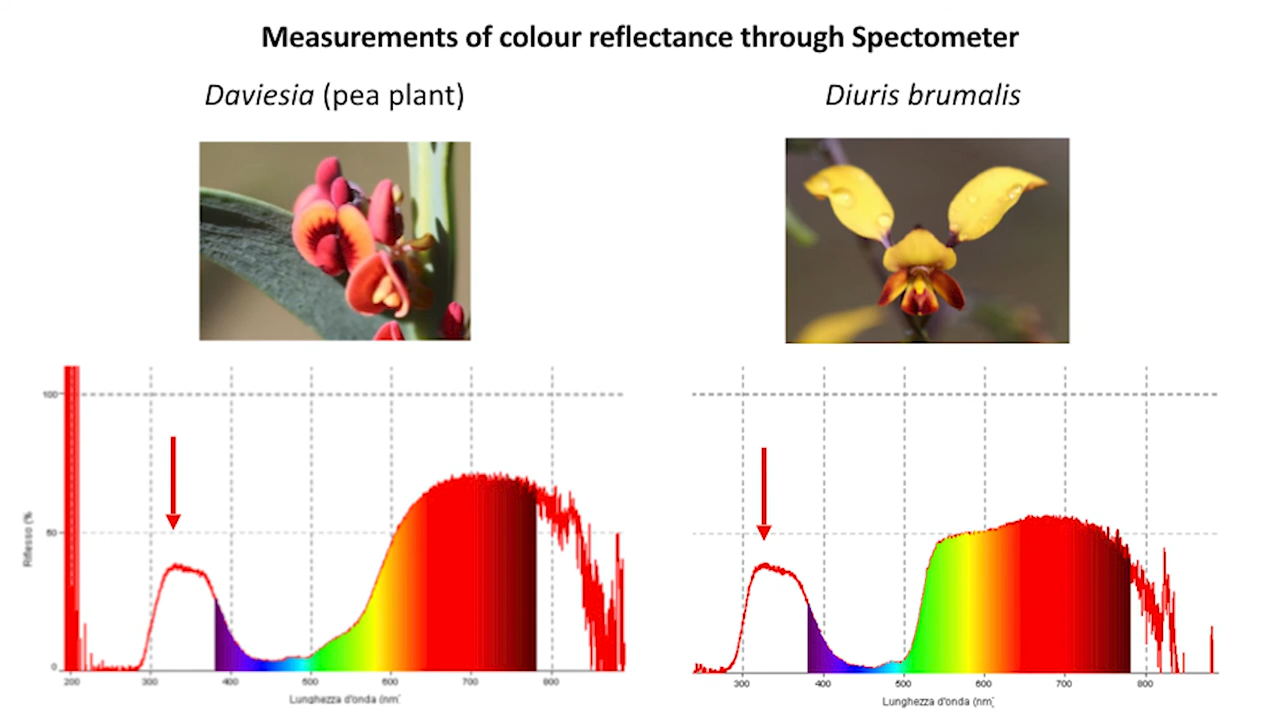 Measurements of colour reflectance through Spectometer
Daviesia (pea plant)
Diuris brumalis
100
50
0
Riflesso (%
200 300 400 500 600 700 800
Lunghezza d'onda (nm
300 400 500 600 700 800
Lunghezza d'onda (nm